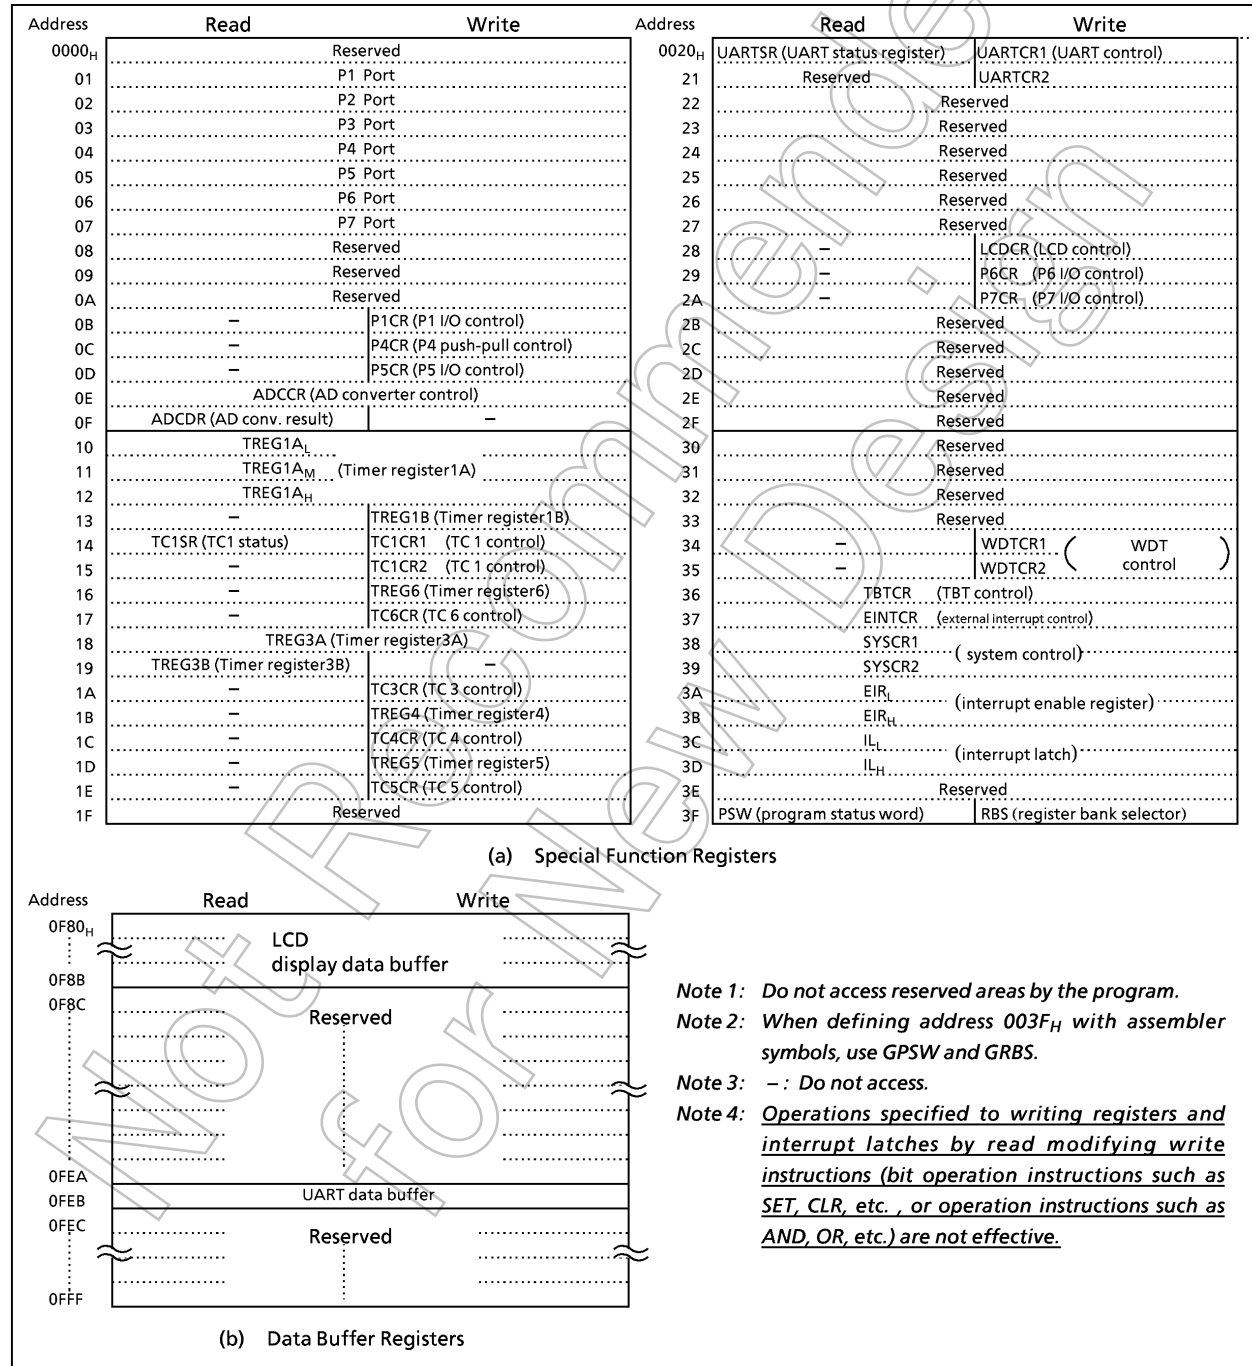 Address Read Write
0000H Reserved
01 P1 Port
02 P2 Port
03 P3 Port
04 P4 Port
05 P5 Port
06 P6 Port
07 P7 Port
08 Reserved
09 Reserved
0A Reserved
0B – P1CR (P1 I/O control)
0C – P4CR (P4 push-pull control)
0D – P5CR (P5 I/O control)
0E ADCCR (AD converter control)
0F ADCDR (AD conv. result) –
10 TREG1AL
11 TREG1AM (Timer register1A)
12 TREG1AH
13 – TREG1B (Timer register1B)
14 TC1SR (TC1 status) TC1CR1 (TC 1 control)
15 – TC1CR2 (TC 1 control)
16 – TREG6 (Timer register6)
17 – TC6CR (TC 6 control)
18 TREG3A (Timer register3A)
19 TREG3B (Timer register3B) –
1A – TC3CR (TC 3 control)
1B – TREG4 (Timer register4)
1C – TC4CR (TC 4 control)
1D – TREG5 (Timer register5)
1E – TC5CR (TC 5 control)
1F Reserved
Address Read Write
0020H UARTSR (UART status register) UARTCR1 (UART control)
21 Reserved UARTCR2
22 Reserved
23 Reserved
24 Reserved
25 Reserved
26 Reserved
27 Reserved
28 – LCDCR (LCD control)
29 – P6CR (P6 I/O control)
2A – P7CR (P7 I/O control)
2B Reserved
2C Reserved
2D Reserved
2E Reserved
2F Reserved
30 Reserved
31 Reserved
32 Reserved
33 Reserved
34 – WDTCR1 ( WDT )
35 – WDTCR2 control
36 TBTCR (TBT control)
37 EINTCR (external interrupt control)
38 SYSCR1
(system control)
39 SYSCR2
3A EIRL
(interrupt enable register)
3B EIRH
3C ILL
(interrupt latch)
3D ILH
3E Reserved
3F PSW (program status word) RBS (register bank selector)
(a) Special Function Registers
Address Read Write
0F80H
LCD
display data buffer
0F8B
0F8C
Reserved
0FEA
0FEB UART data buffer
0FEC
Reserved
0FFF
(b) Data Buffer Registers
Note 1: Do not access reserved areas by the program.
Note 2: When defining address 003FH with assembler
symbols, use GPSW and GRBS.
Note 3: – : Do not access.
Note 4: Operations specified to writing registers and
interrupt latches by read modifying write
instructions (bit operation instructions such as
SET, CLR, etc. , or operation instructions such as
AND, OR, etc.) are not effective.
Not Recommended
for New Design